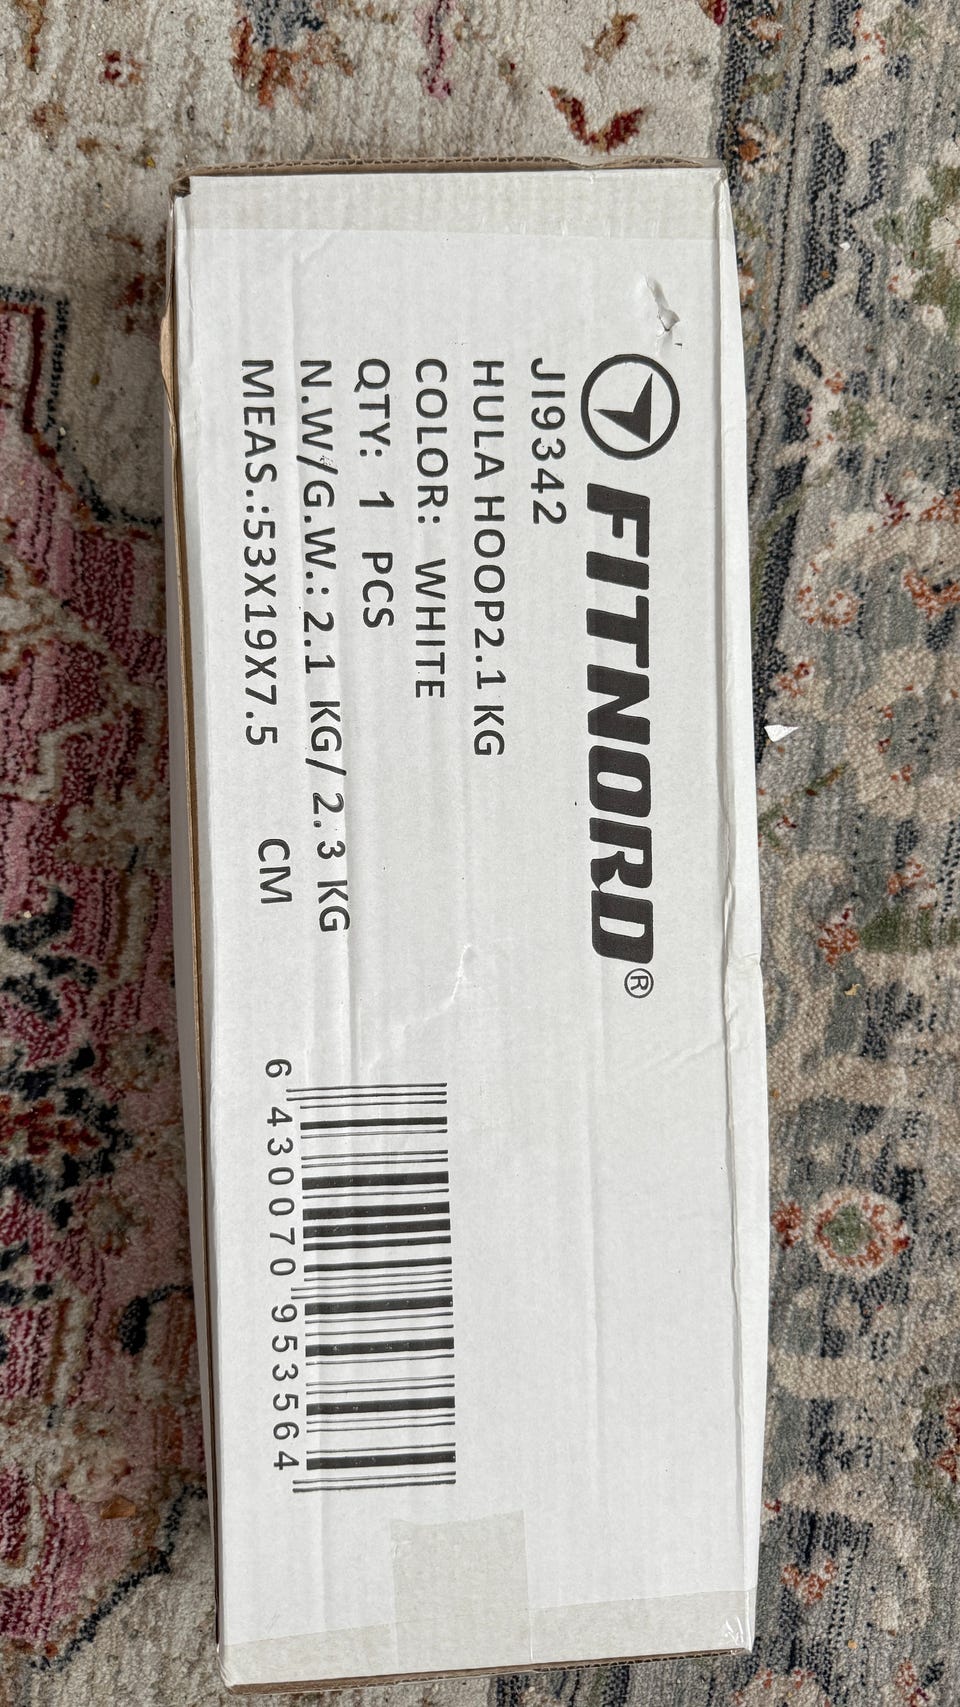 FITNORD®
JI9342
HULA HOOP2.1 KG
COLOR: WHITE
QTY: 1 PCS
N.W/G.W.: 2.1 KG/ 2.3 KG
MEAS.:53X19X7.5 CM
6 430070 953564